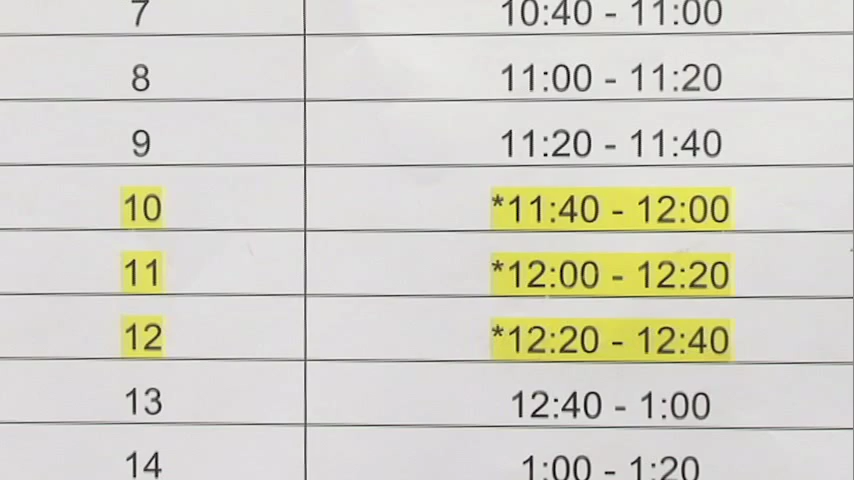 7 10:40 - 11:00
8 11:00 - 11:20
9 11:20 - 11:40
10 *11:40 - 12:00
11 *12:00 - 12:20
12 *12:20 - 12:40
13 12:40 - 1:00
14 1:00 - 1:20